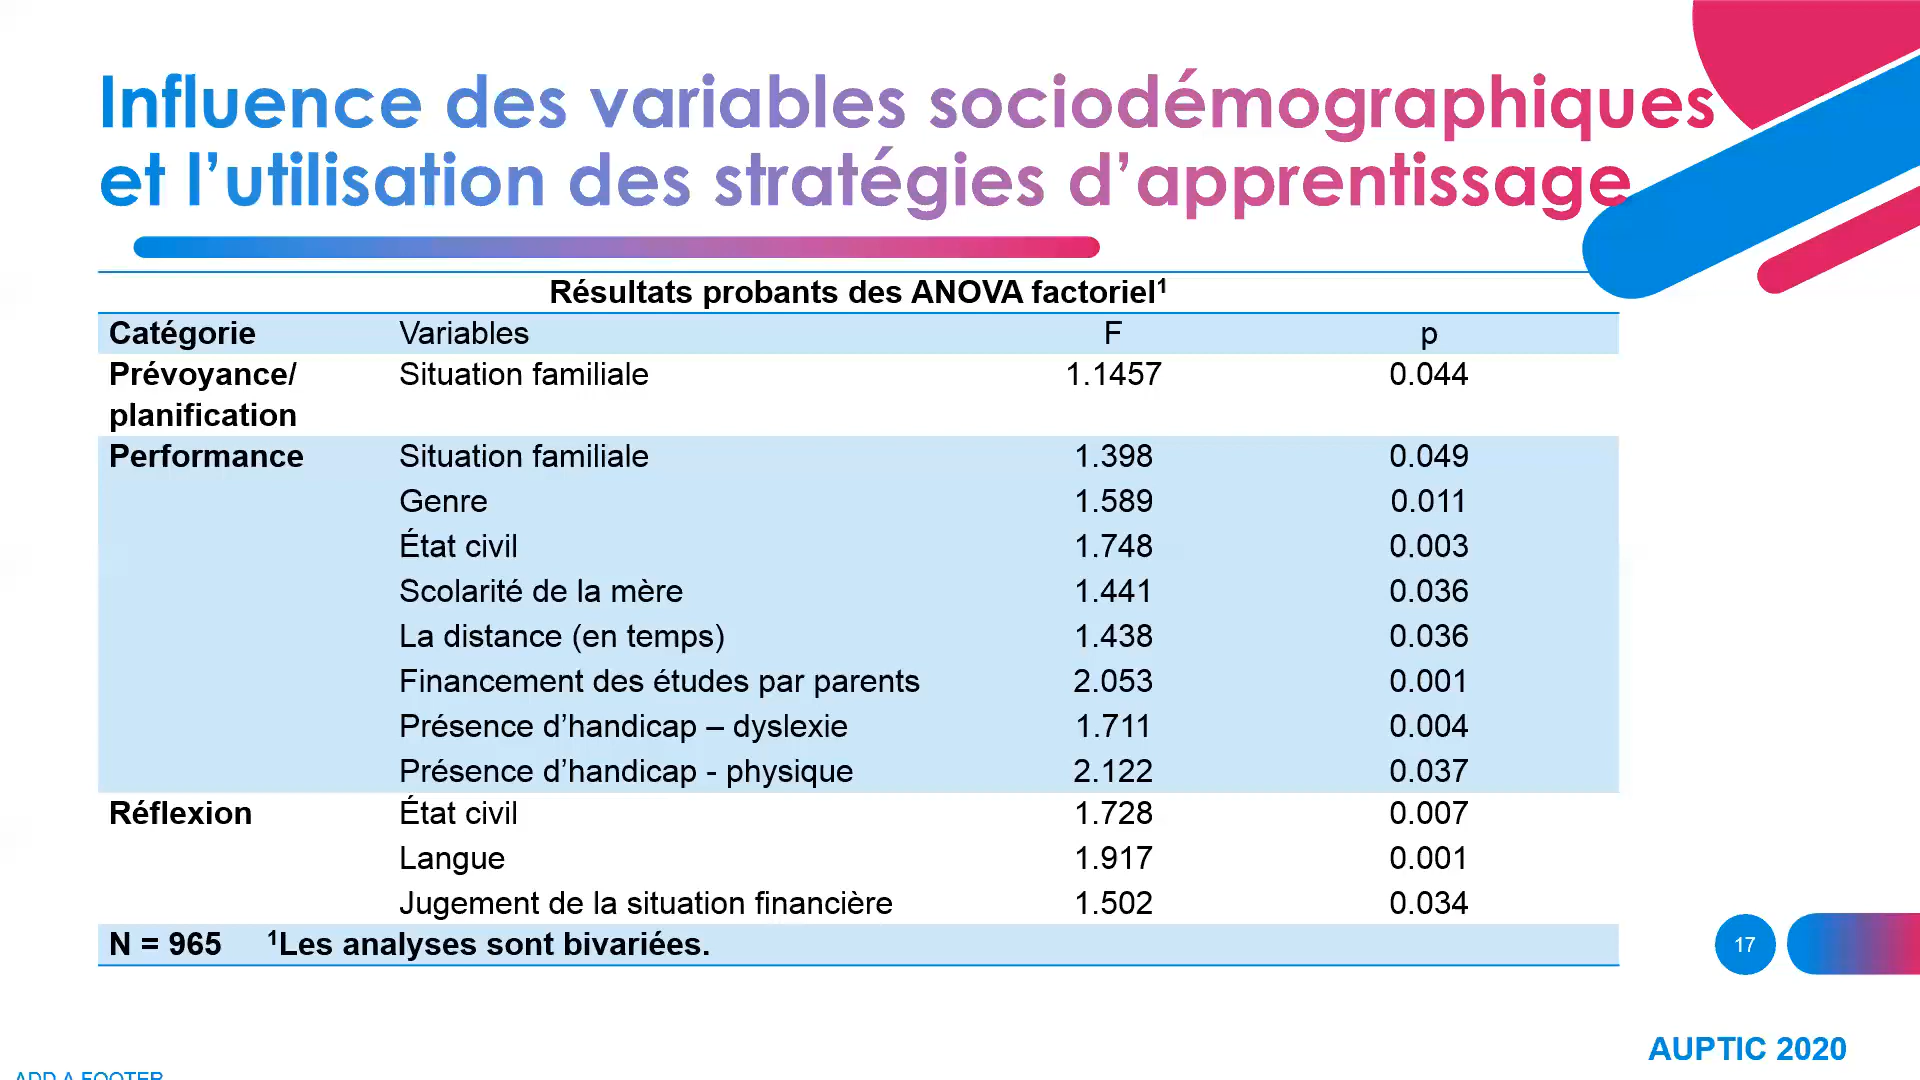 Influence des variables sociodémographiques
et l’utilisation des stratégies d’apprentissage
Résultats probants des ANOVA factoriel¹
Catégorie Variables F p
Prévoyance/ Situation familiale 1.1457 0.044
planification
Performance Situation familiale 1.398 0.049
Genre 1.589 0.011
État civil 1.748 0.003
Scolarité de la mère 1.441 0.036
La distance (en temps) 1.438 0.036
Financement des études par parents 2.053 0.001
Présence d’handicap – dyslexie 1.711 0.004
Présence d’handicap - physique 2.122 0.037
Réflexion État civil 1.728 0.007
Langue 1.917 0.001
Jugement de la situation financière 1.502 0.034
N = 965 ¹Les analyses sont bivariées.
17
AUPTIC 2020
ADD A FOOTER